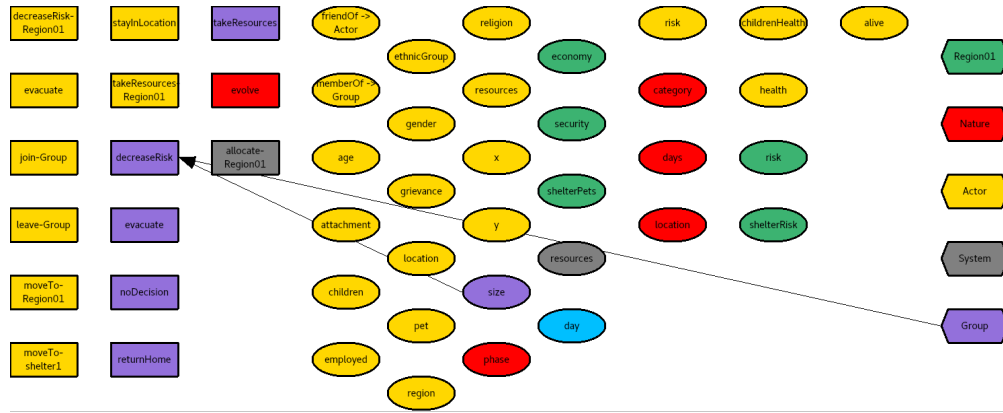 decreaseRisk-
Region01
stayInLocation
takeResources
friendOf ->
Actor
religion
risk
childrenHealth
alive
ethnicGroup
economy
Region01
evacuate
takeResources-
Region01
evolve
memberOf ->
Group
resources
category
health
gender
security
Nature
join-Group
decreaseRisk
allocate-
Region01
age
x
days
risk
grievance
shelterPets
Actor
leave-Group
evacuate
attachment
y
location
shelterRisk
location
resources
System
moveTo-
Region01
noDecision
children
size
pet
day
Group
moveTo-
shelter1
returnHome
employed
phase
region